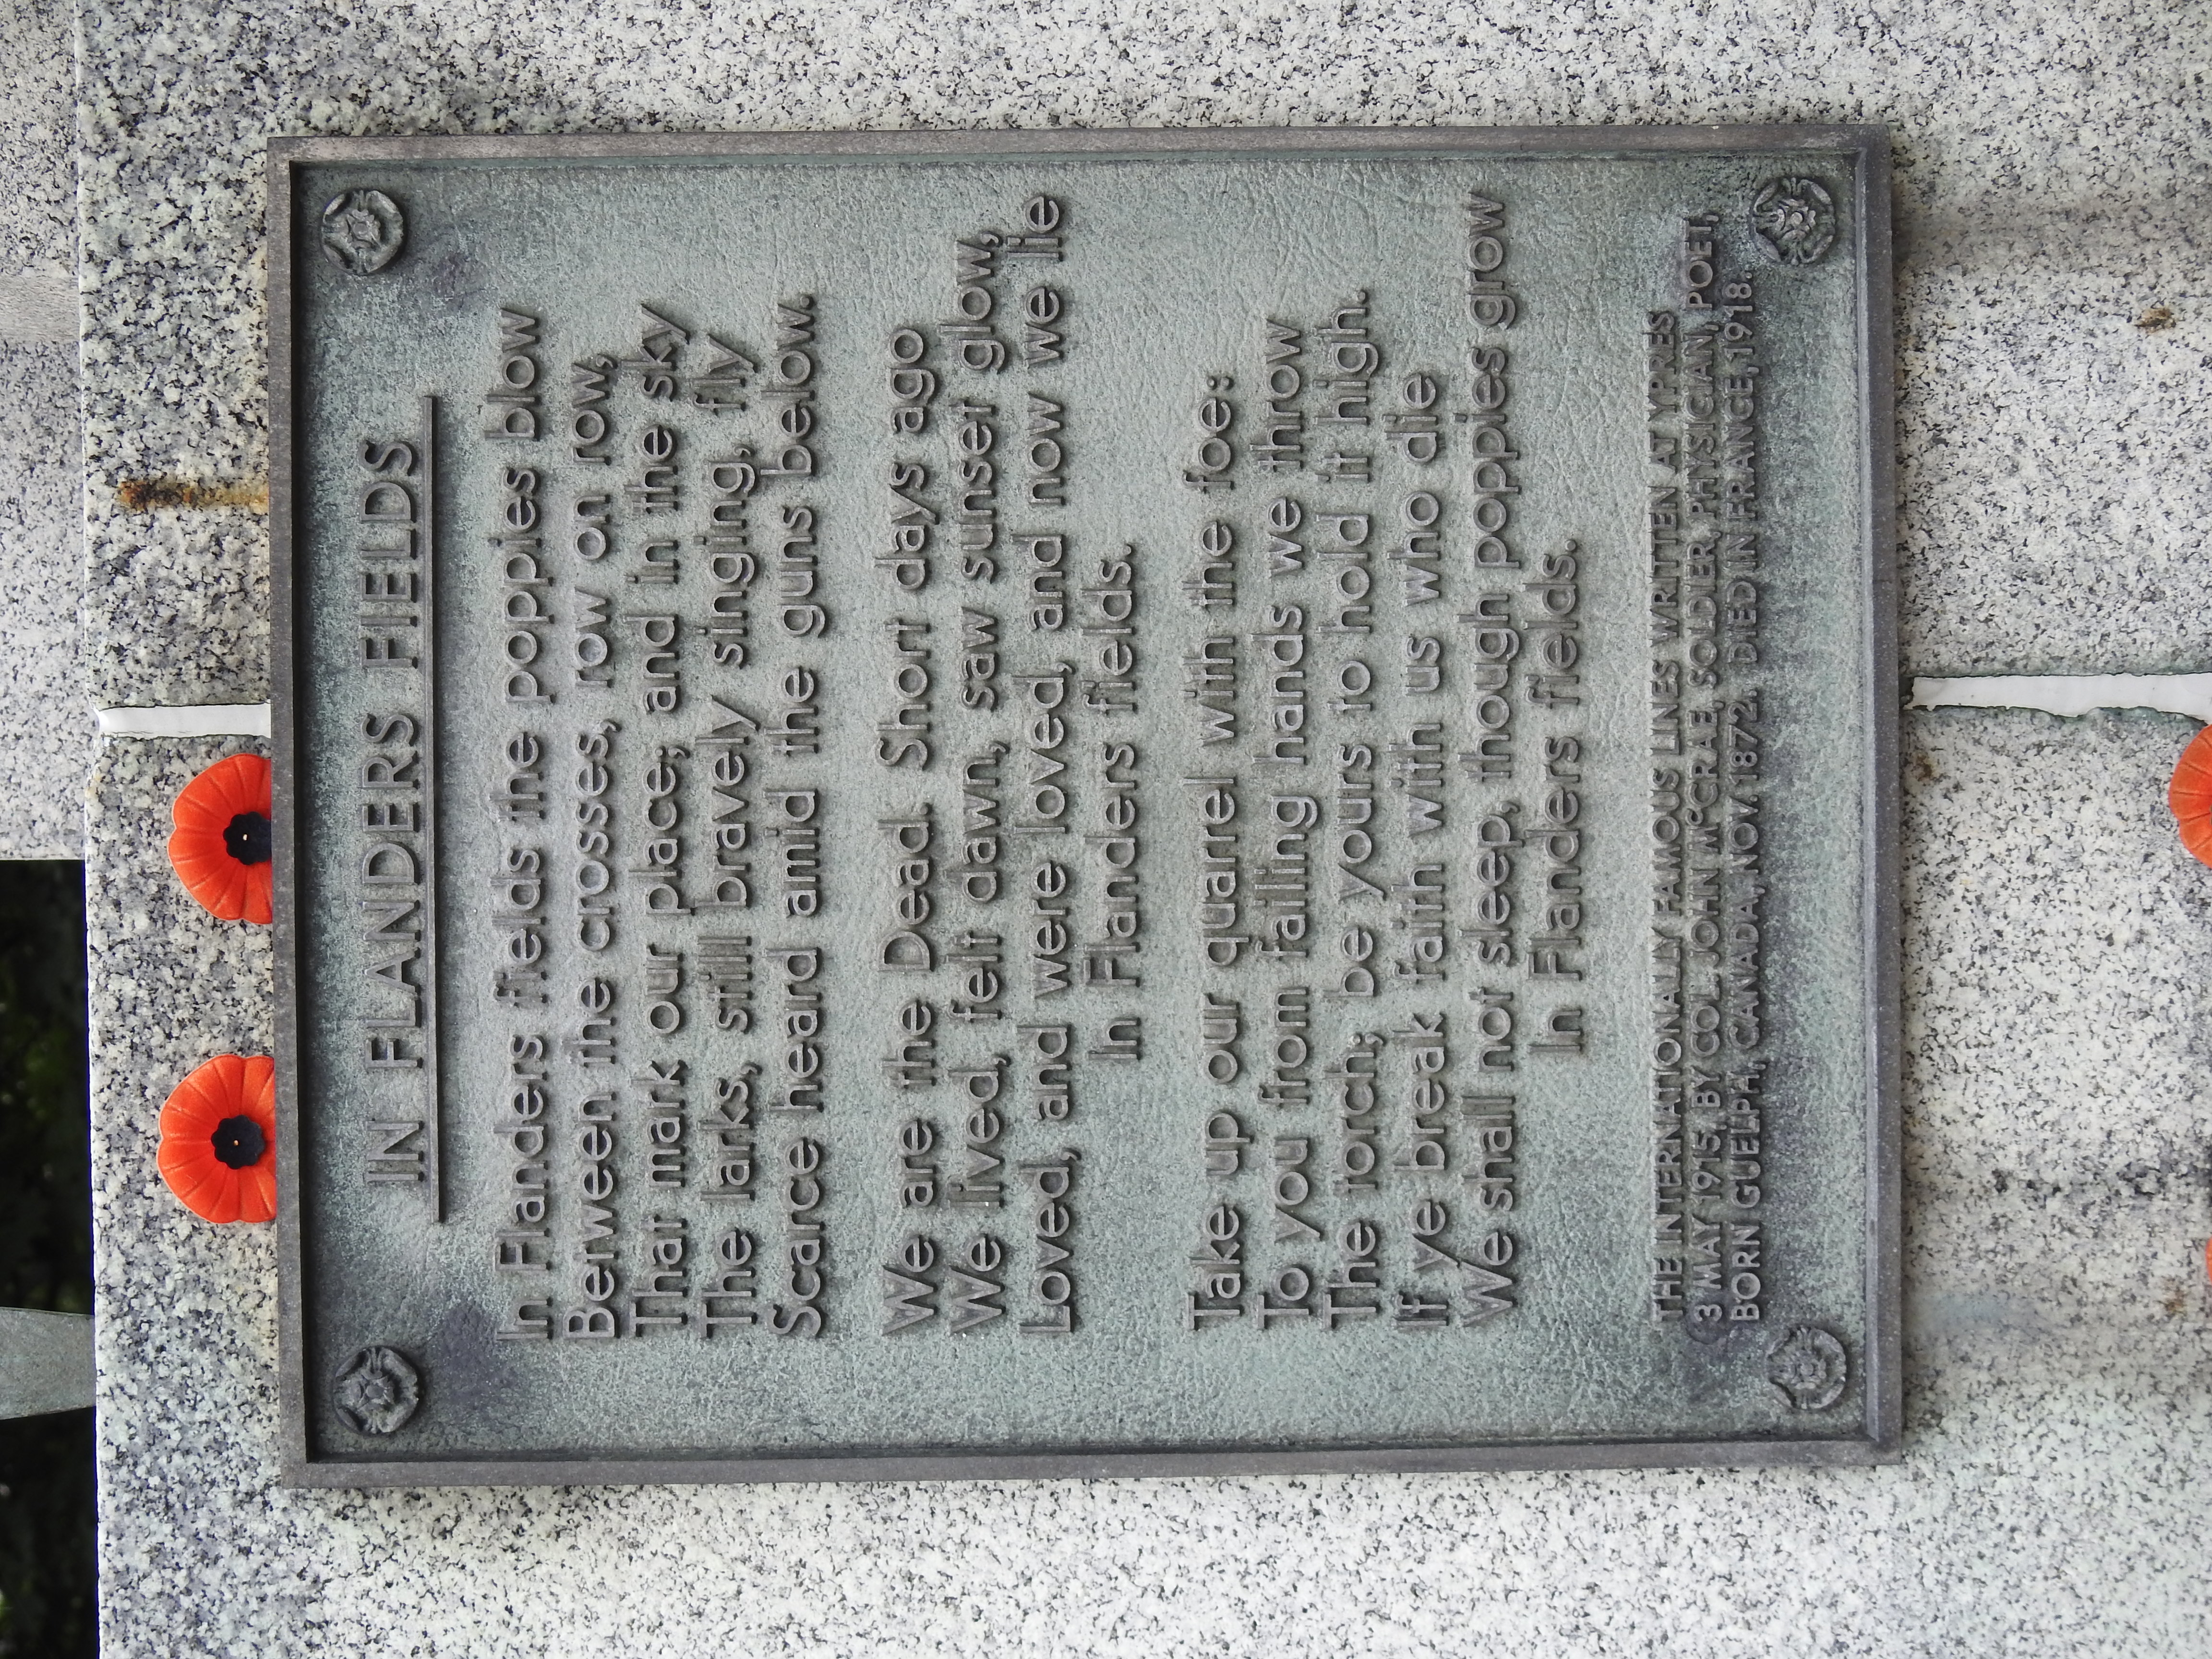 IN FLANDERS FIELDS
In Flanders fields the poppies blow
Between the crosses, row on row,
That mark our place; and in the sky
The larks, still bravely singing, fly
Scarce heard amid the guns below.
We are the Dead. Short days ago
We lived, felt dawn, saw sunset glow,
Loved, and were loved, and now we lie
In Flanders fields.
Take up our quarrel with the foe:
To you from failing hands we throw
The torch; be yours to hold it high.
If ye break faith with us who die
We shall not sleep, though poppies grow
In Flanders fields.
THE INTERNATIONALLY FAMOUS LINES WRITTEN AT YPRES
3 MAY 1915, BY COL. JOHN McCRAE, SOLDIER, PHYSICIAN, POET,
BORN GUELPH, CANADA, NOV. 1872. DIED IN FRANCE, 1918.